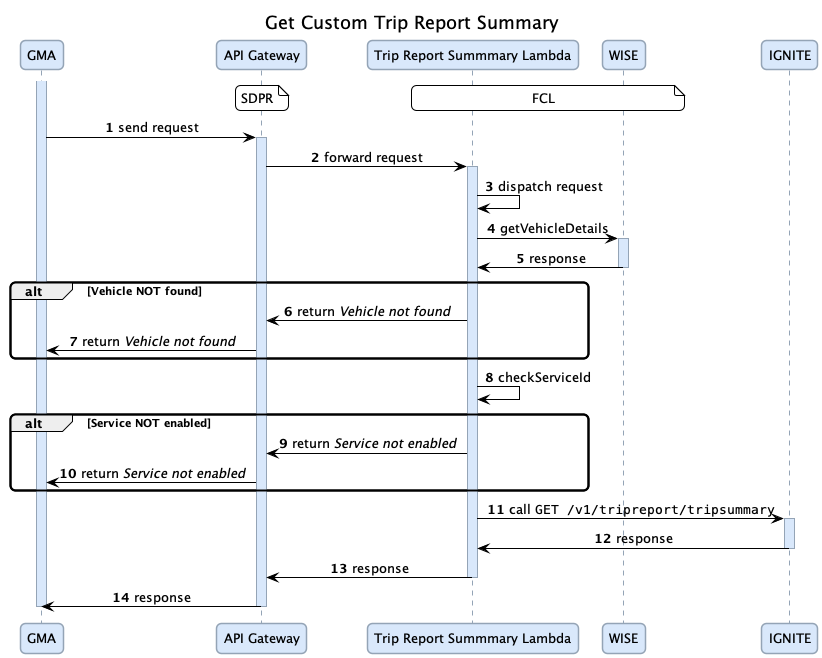 Get Custom Trip Report Summary
GMA
API Gateway
Trip Report Summmary Lambda
WISE
IGNITE
SDPR
FCL
1 send request
2 forward request
3 dispatch request
4 getVehicleDetails
5 response
alt [Vehicle NOT found]
6 return Vehicle not found
7 return Vehicle not found
8 checkServiceId
alt [Service NOT enabled]
9 return Service not enabled
10 return Service not enabled
11 call GET /v1/tripreport/tripsummary
12 response
13 response
14 response
GMA
API Gateway
Trip Report Summmary Lambda
WISE
IGNITE